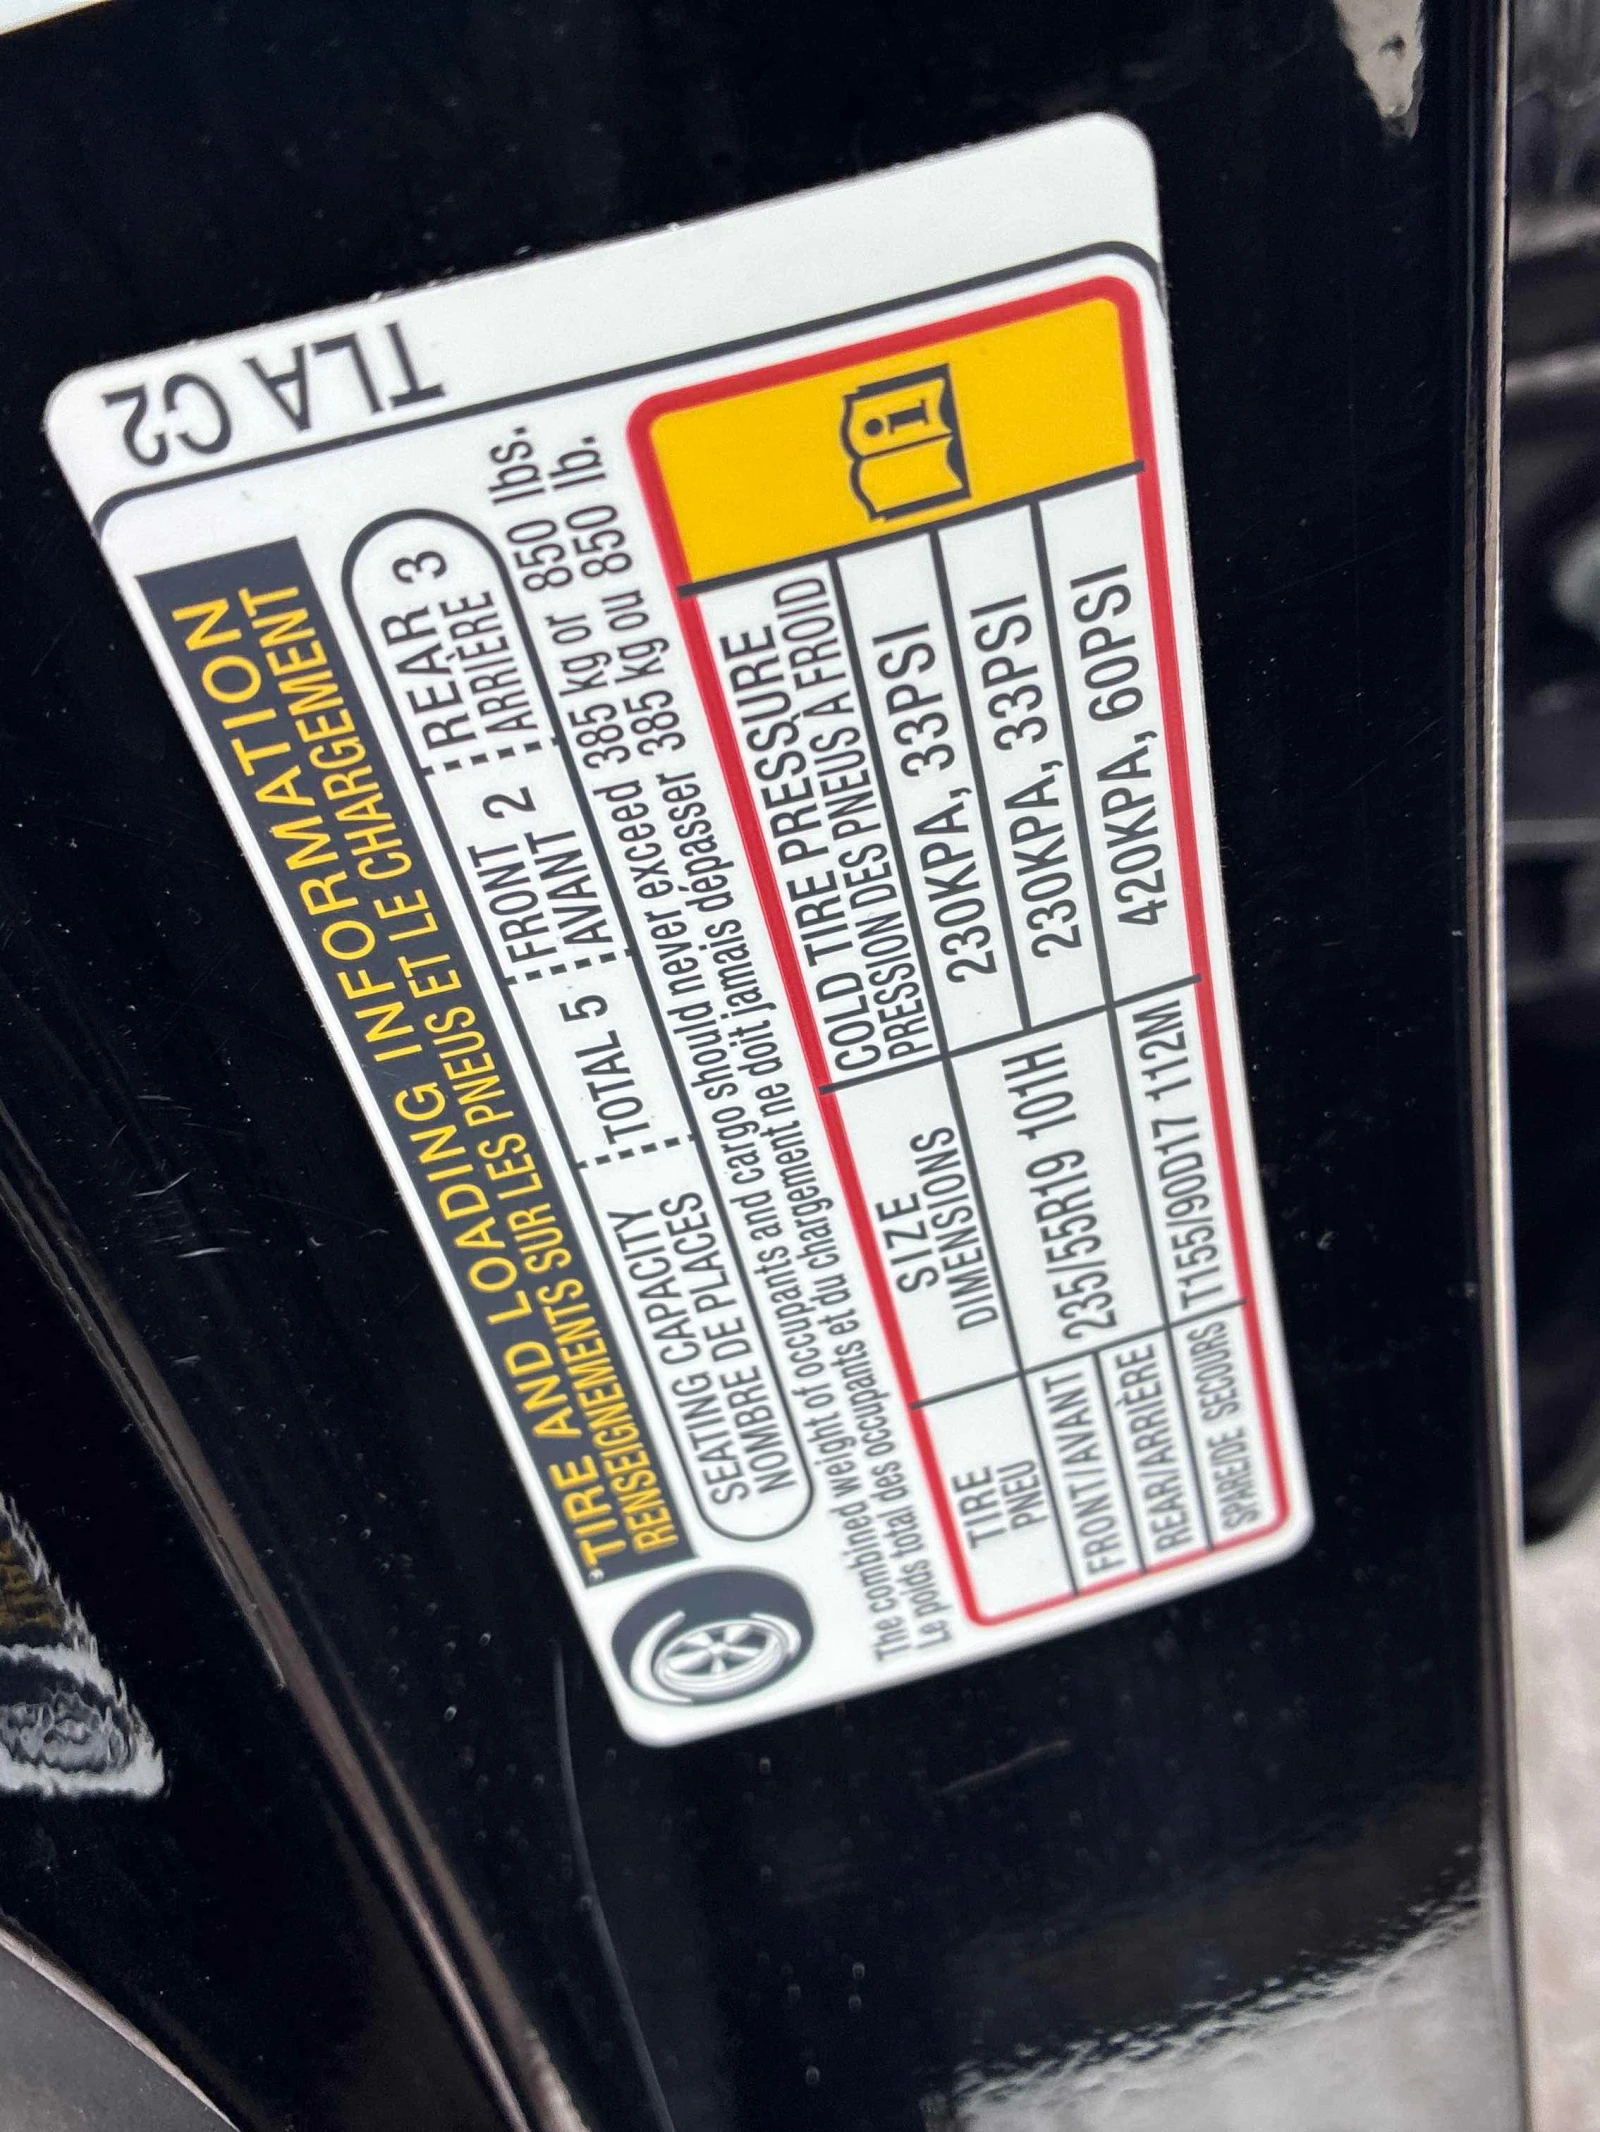 TLA C2
TIRE AND LOADING INFORMATION
RENSEIGNEMENTS SUR LES PNEUS ET LE CHARGEMENT
SEATING CAPACITY TOTAL 5 FRONT 2 REAR 3
NOMBRE DE PLACES AVANT ARRIÈRE
The combined weight of occupants and cargo should never exceed 385 kg or 850 lbs.
Le poids total des occupants et du chargement ne doit jamais dépasser 385 kg ou 850 lb.
TIRE SIZE COLD TIRE PRESSURE
PNEU DIMENSIONS PRESSION DES PNEUS A FROID
FRONT/AVANT 235/55R19 101H 230KPA, 33PSI
REAR/ARRIÈRE 230KPA, 33PSI
SPARE/DE SECOURS T155/90D17 112M 420KPA, 60PSI